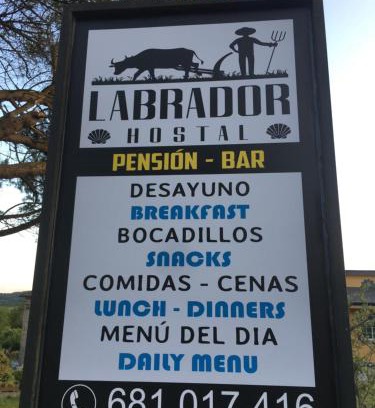 LABRADOR
HOSTAL
PENSIÓN - BAR
DESAYUNO
BREAKFAST
BOCADILLOS
SNACKS
COMIDAS - CENAS
LUNCH - DINNERS
MENÚ DEL DIA
DAILY MENU
681 017 416